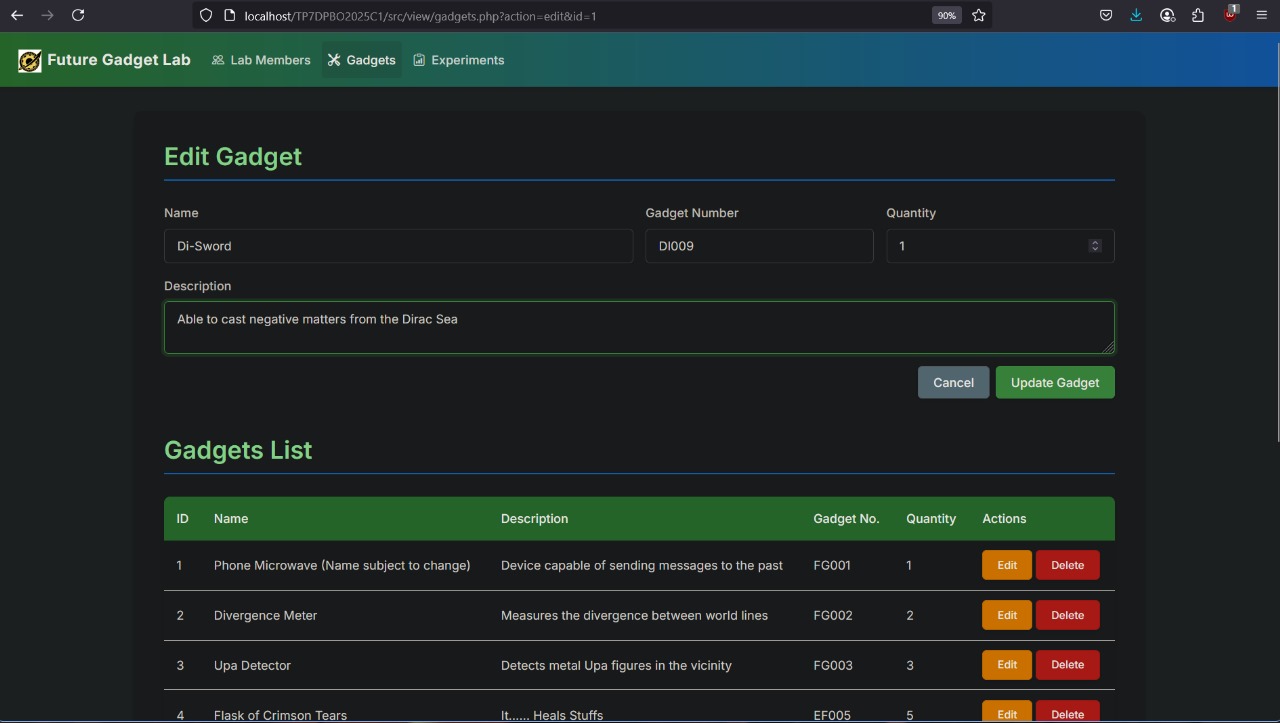 localhost/TP7DPBO2025C1/src/view/gadgets.php?action=edit&id=1 90% 1
Future Gadget Lab Lab Members Gadgets Experiments
Edit Gadget
Name Gadget Number Quantity
Di-Sword DI009 1
Description
Able to cast negative matters from the Dirac Sea
Cancel Update Gadget
Gadgets List
ID Name Description Gadget No. Quantity Actions
1 Phone Microwave (Name subject to change) Device capable of sending messages to the past FG001 1 Edit Delete
2 Divergence Meter Measures the divergence between world lines FG002 2 Edit Delete
3 Upa Detector Detects metal Upa figures in the vicinity FG003 3 Edit Delete
4 Flask of Crimson Tears It...... Heals Stuffs EF005 5 Edit Delete